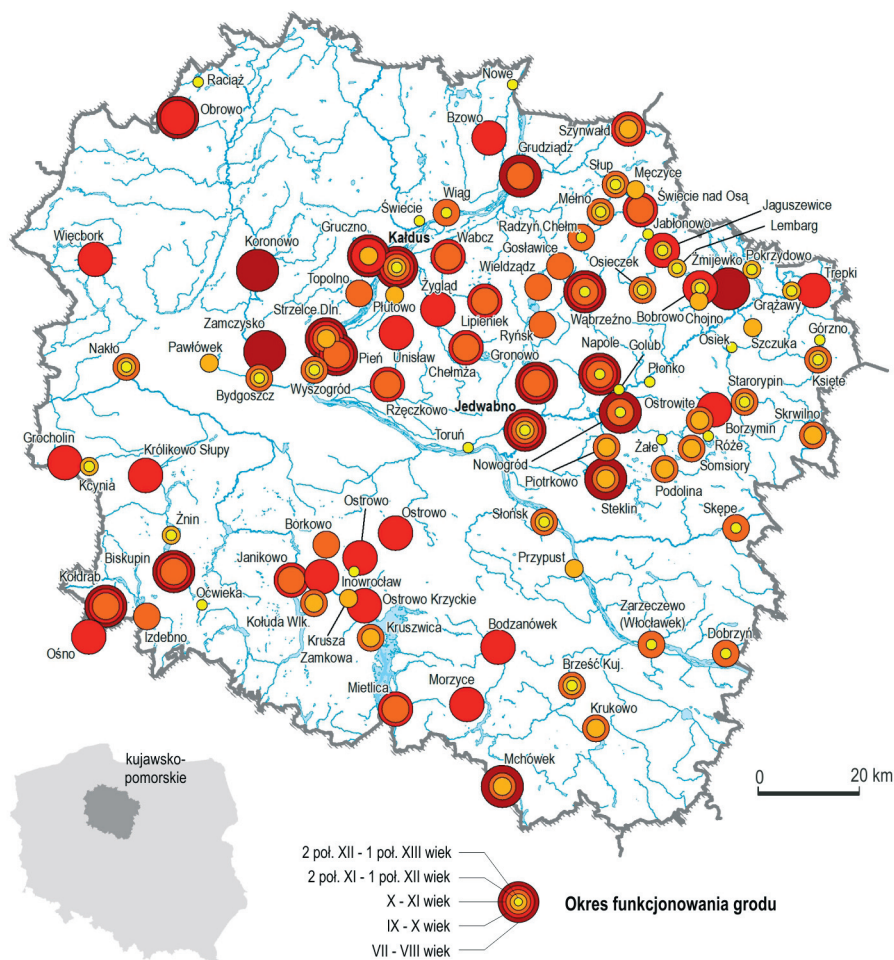 Raciąż
Nowe
Obrowo
Bzowo
Szynwałd
Grudziądz
Słup
Męczyce
Świecie nad Osą
Wiąg
Mełno
Świecie
Radzyń Chełm.
Jabłonowo
Jaguszewice
Gruczno
Kałdus
Wabcz
Gosławice
Lembarg
Więcbork
Koronowo
Żmijewko
Pokrzydowo
Wieldządz
Osieczek
Trepki
Topolno
Żygląd
Płutowo
Strzelce Dln.
Lipieniek
Wąbrzeźno
Bobrowo
Chojno
Grążawy
Zamczysko
Ryńsk
Górzno
Unisław
Napole
Osiek
Szczuka
Nakło
Pawłówek
Pień
Chełmża
Gronowo
Golub
Płonko
Księte
Bydgoszcz
Wyszogród
Starorypin
Rzęczkowo
Jedwabno
Ostrowite
Skrwilno
Borzymin
Toruń
Grocholin
Królikowo Słupy
Nowogród
Żałe
Róże
Kcynia
Piotrkowo
Somsiory
Ostrowo
Ostrowo
Podolina
Steklin
Żnin
Borkowo
Słońsk
Skępe
Biskupin
Janikowo
Przypust
Kołdrąb
Inowrocław
Oćwieka
Ostrowo Krzyckie
Kołuda Wlk.
Zarzeczewo
(Włocławek)
Izdebno
Krusza
Zamkowa
Kruszwica
Bodzanówek
Dobrzyń
Ośno
Brześć Kuj.
Mietlica
Morzyce
Krukowo
kujawsko-
pomorskie
Mchówek
0
20 km
2 poł. XII - 1 poł. XIII wiek
2 poł. XI - 1 poł. XII wiek
X - XI wiek
Okres funkcjonowania grodu
IX - X wiek
VII - VIII wiek